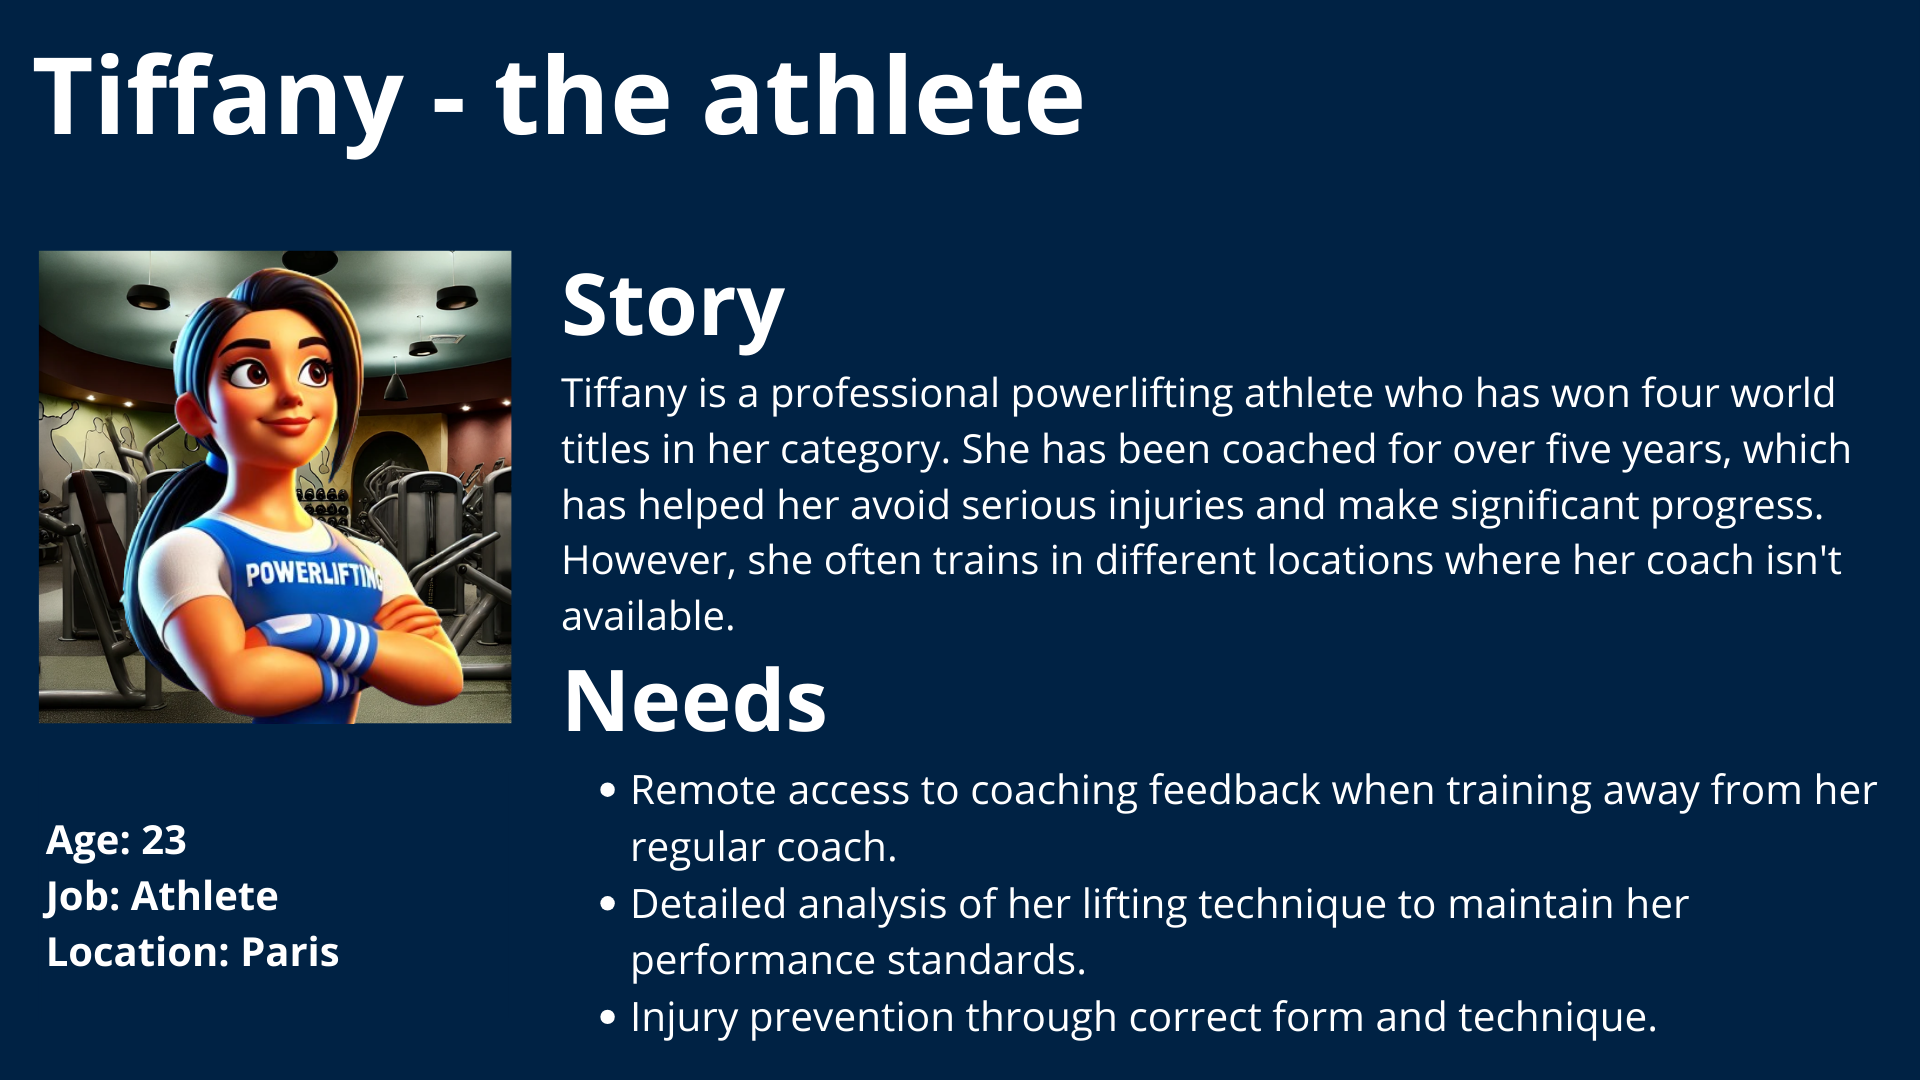 Tiffany - the athlete
POWERLIFTING
Age: 23
Job: Athlete
Location: Paris
Story
Tiffany is a professional powerlifting athlete who has won four world
titles in her category. She has been coached for over five years, which
has helped her avoid serious injuries and make significant progress.
However, she often trains in different locations where her coach isn't
available.
Needs
• Remote access to coaching feedback when training away from her
regular coach.
• Detailed analysis of her lifting technique to maintain her
performance standards.
• Injury prevention through correct form and technique.